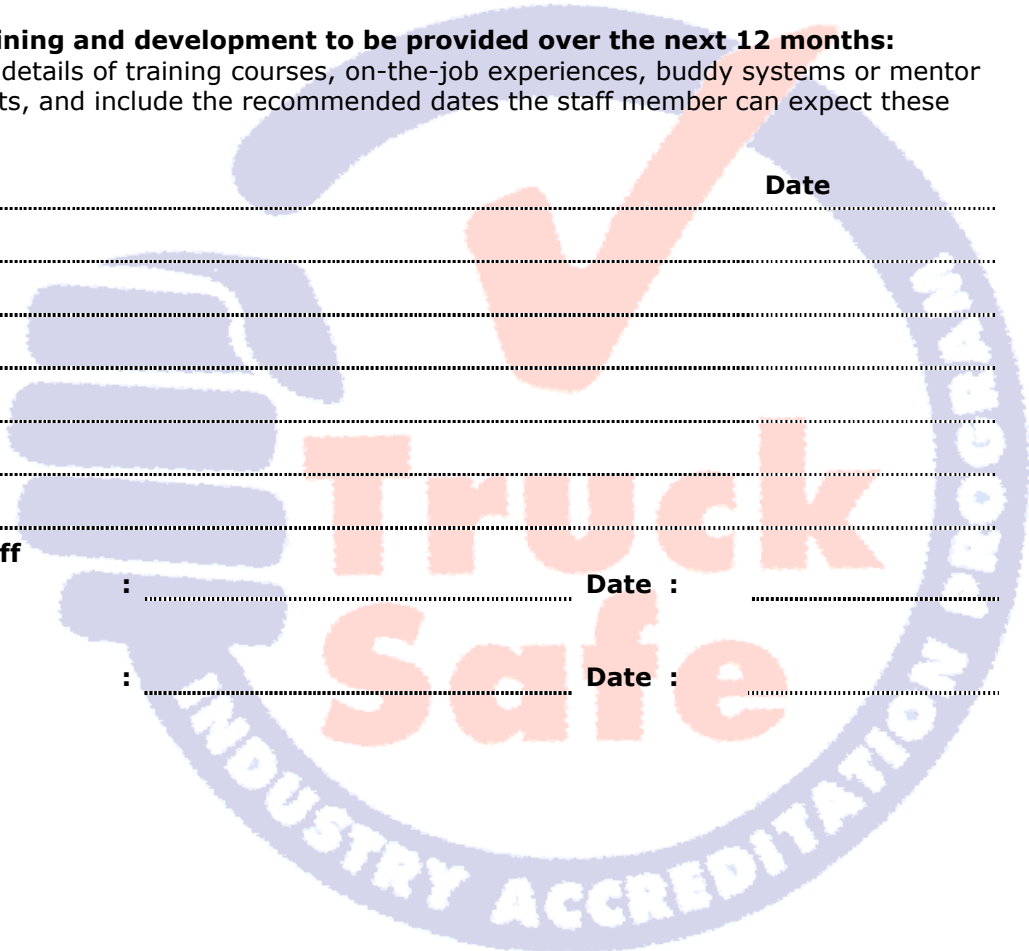 ining and development to be provided over the next 12 months:
details of training courses, on-the-job experiences, buddy systems or mentor
ts, and include the recommended dates the staff member can expect these
Date
ff
: Date :
: Date :
Truck
Safe
INDUSTRY ACCREDITATION PROGRAM